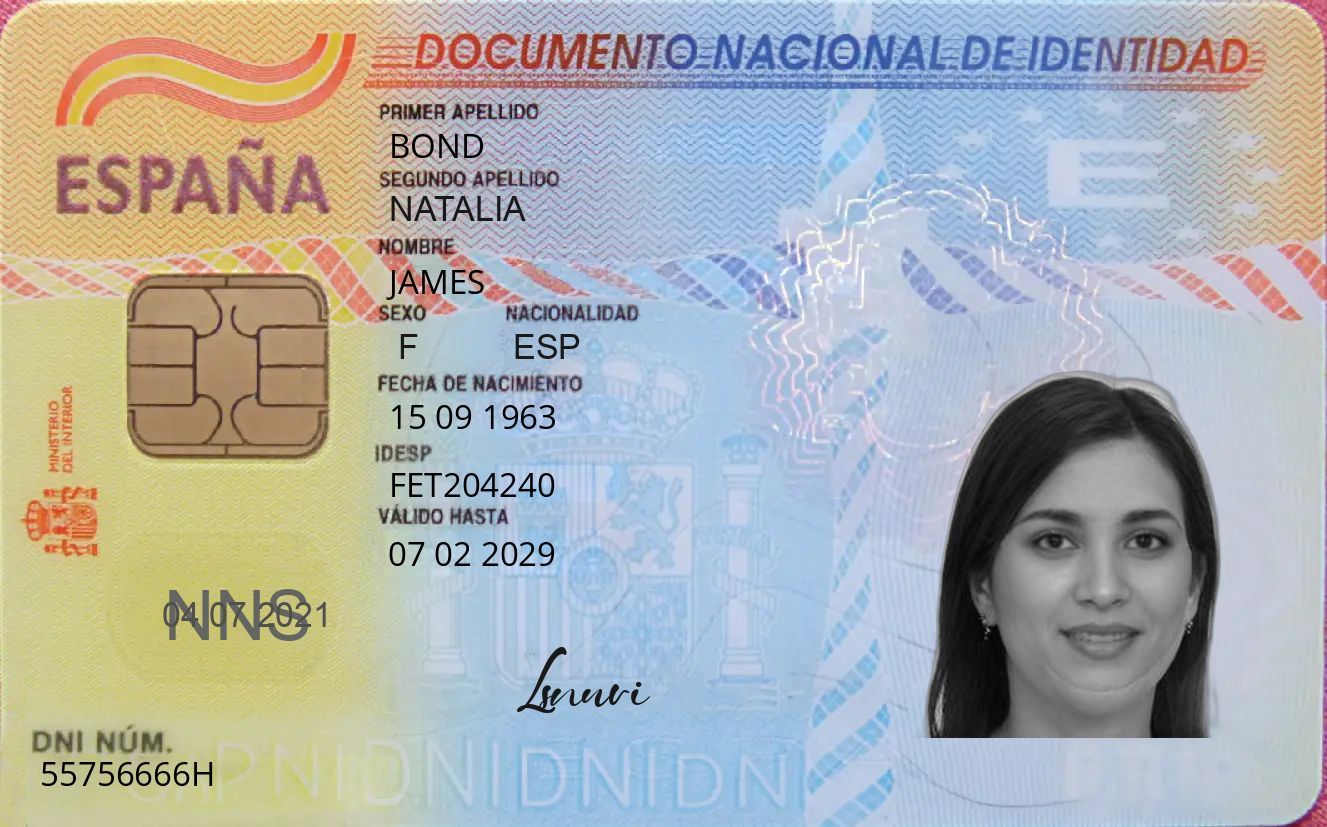 DOCUMENTO NACIONAL DE IDENTIDAD
ESPAÑA
PRIMER APELLIDO
BOND
SEGUNDO APELLIDO
NATALIA
NOMBRE
JAMES
SEXO NACIONALIDAD
F ESP
FECHA DE NACIMIENTO
15 09 1963
IDESP
FET204240
VÁLIDO HASTA
07 02 2029
MINISTERIO
DEL INTERIOR
E
NNS
04 07 2021
DNI NÚM.
55756666H
DNIDNIDNIDN